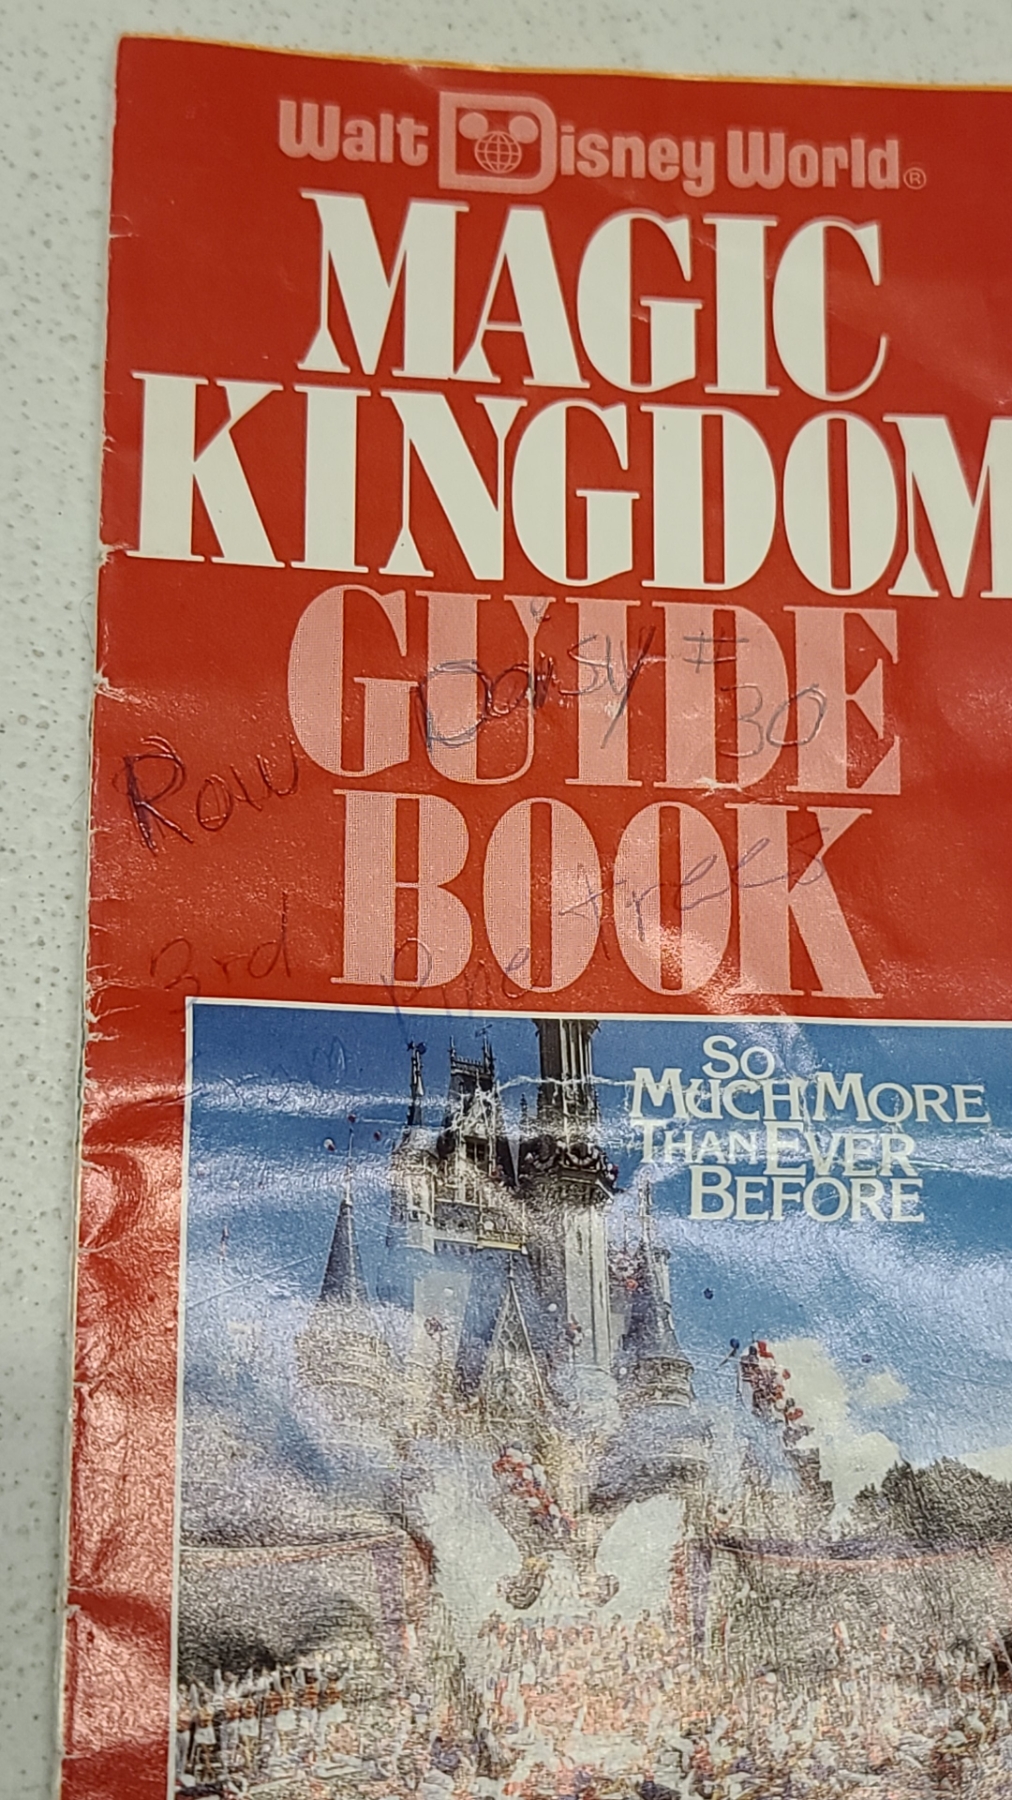 Walt Disney World®
MAGIC
KINGDOM
GUIDE
Row Daisy # 30
BOOK
3rd Pine trees
SO
MUCH MORE
THAN EVER
BEFORE